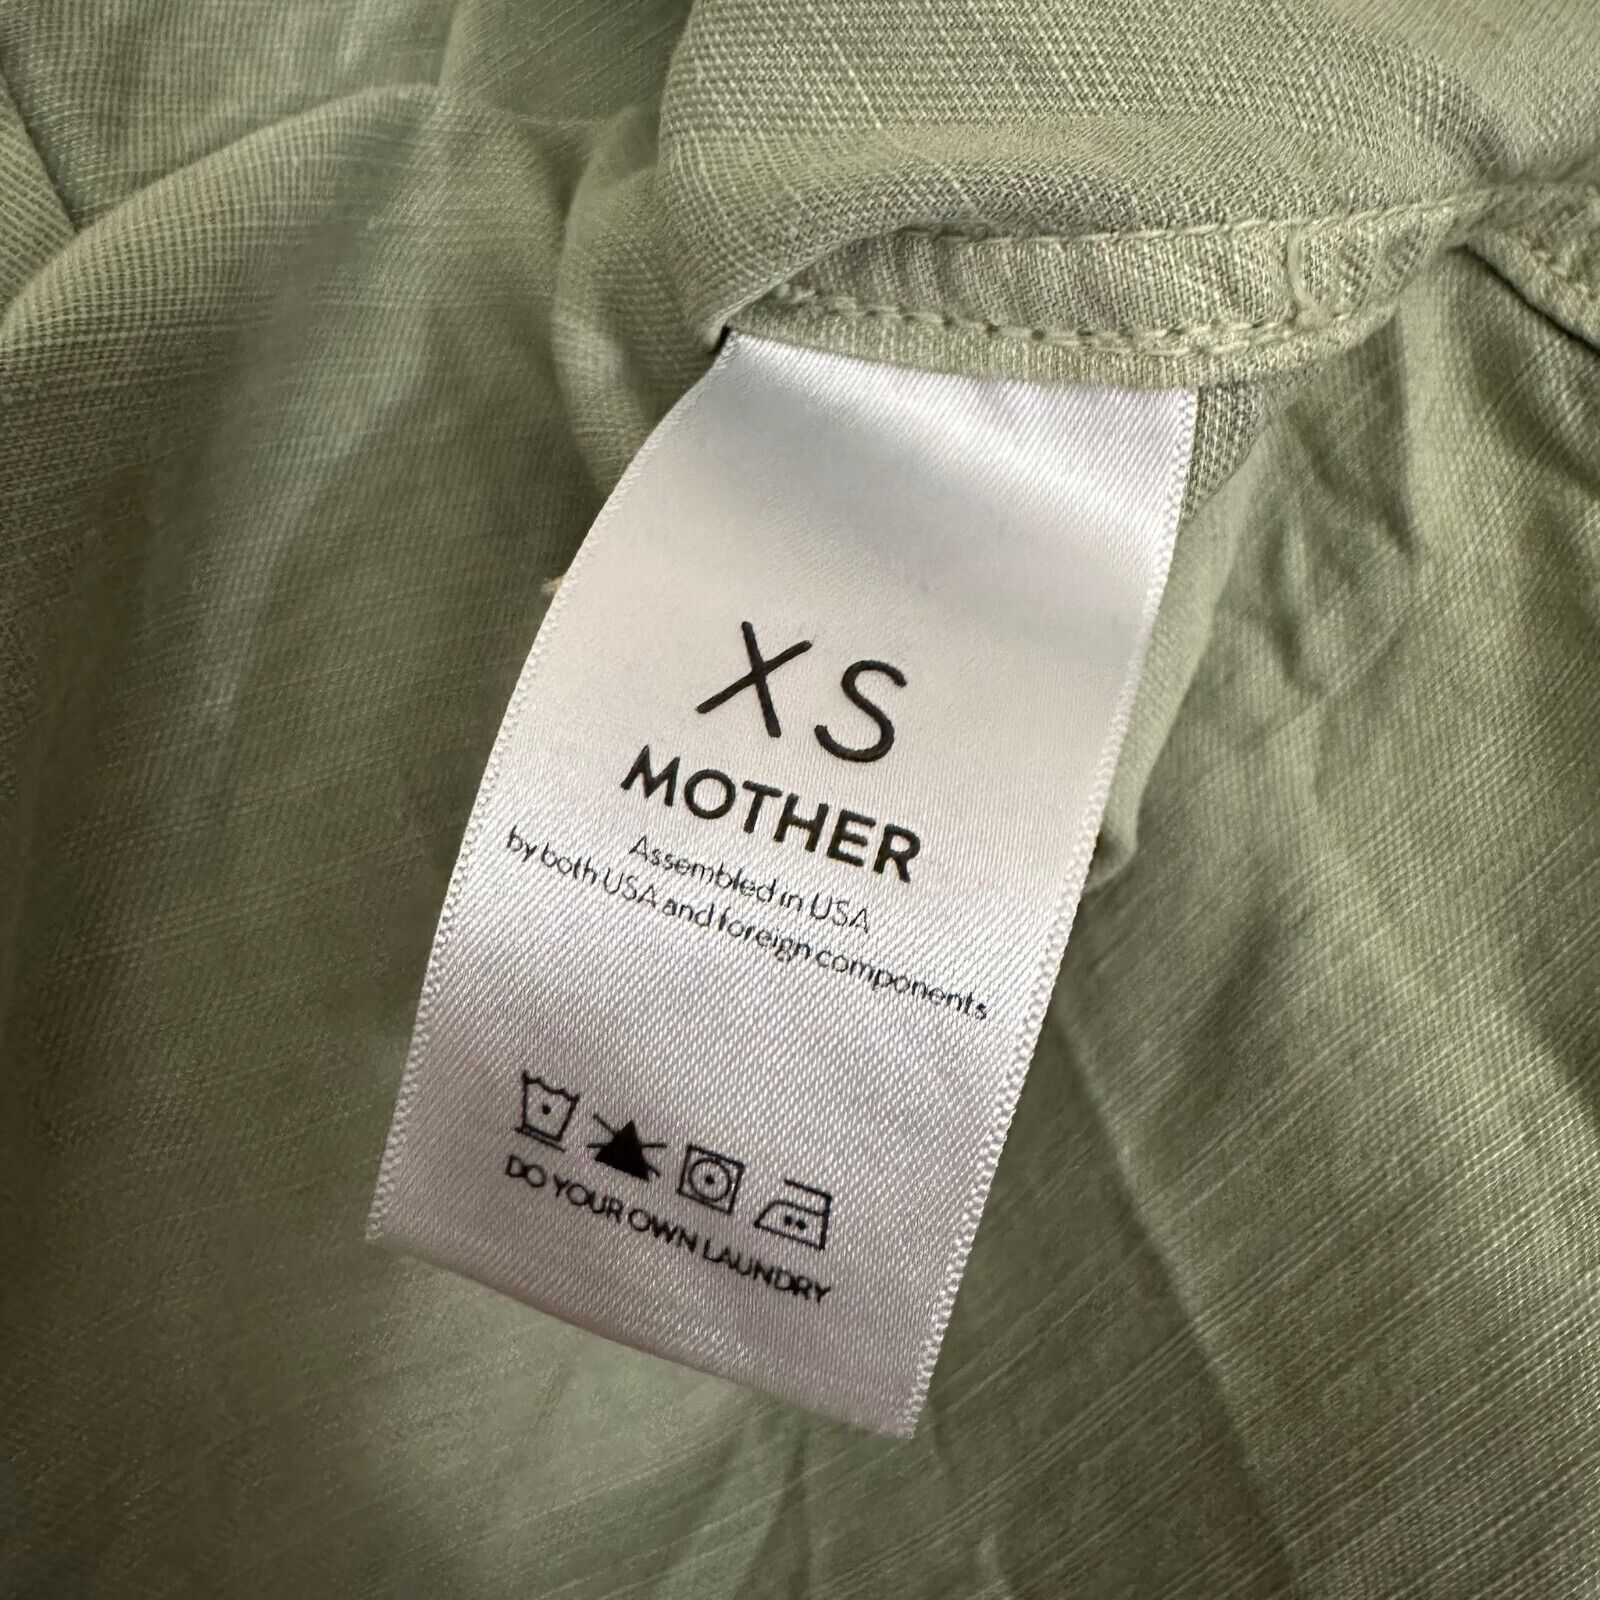 XS
MOTHER
Assembled in USA
by both USA and foreign components
DO YOUR OWN LAUNDRY